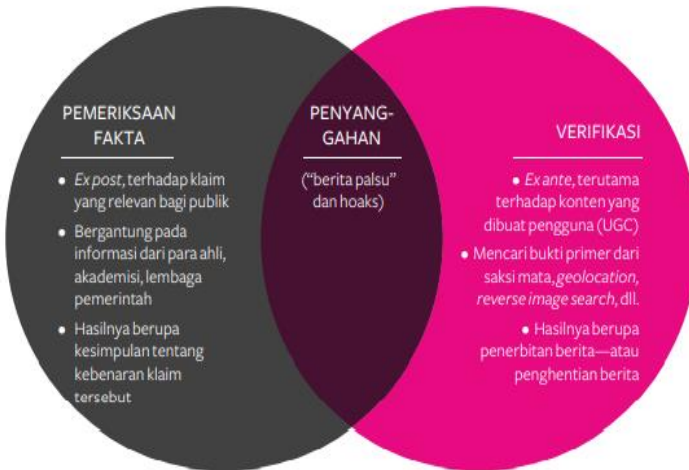 PEMERIKSAAN
FAKTA
• Ex post, terhadap klaim
yang relevan bagi publik
• Bergantung pada
informasi dari para ahli,
akademisi, lembaga
pemerintah
• Hasilnya berupa
kesimpulan tentang
kebenaran klaim
tersebut
PENYANG-
GAHAN
("berita palsu"
dan hoaks)
VERIFIKASI
• Ex ante, terutama
terhadap konten yang
dibuat pengguna (UGC)
• Mencari bukti primer dari
saksi mata, geolocation,
reverse image search, dll.
• Hasilnya berupa
penerbitan berita—atau
penghentian berita